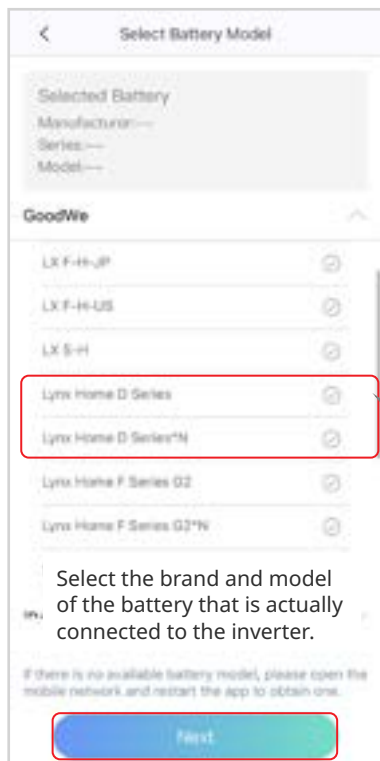 Select Battery Model
Selected Battery
Manufacturer:---
Series:---
Model:---
GoodWe
LX F-H-JP
LX F-H-US
LX S-H
Lynx Home D Series
Lynx Home D Series*N
Lynx Home F Series G2
Lynx Home F Series G2*N
Select the brand and model
of the battery that is actually
connected to the inverter.
If there is no available battery model, please open the
mobile network and restart the app to obtain one.
Next